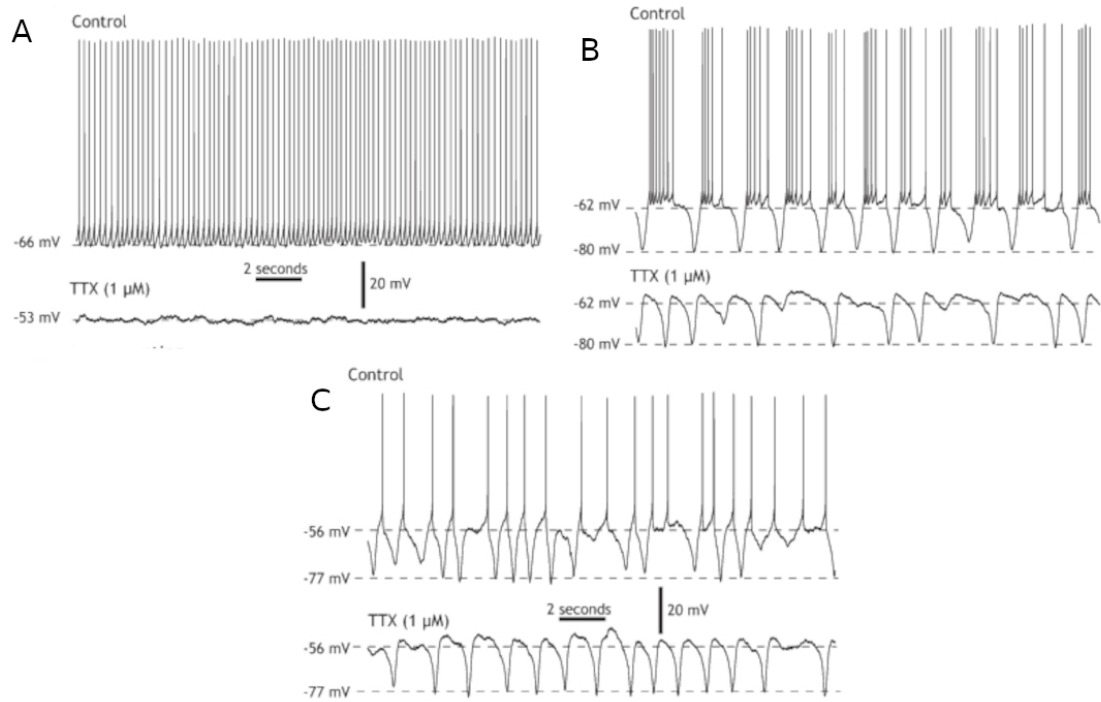 A
Control
-66 mV
2 seconds
20 mV
TTX (1 μM)
-53 mV
B
Control
-62 mV
-80 mV
TTX (1 μM)
-62 mV
-80 mV
C
Control
-56 mV
-77 mV
2 seconds
20 mV
TTX (1 μM)
-56 mV
-77 mV